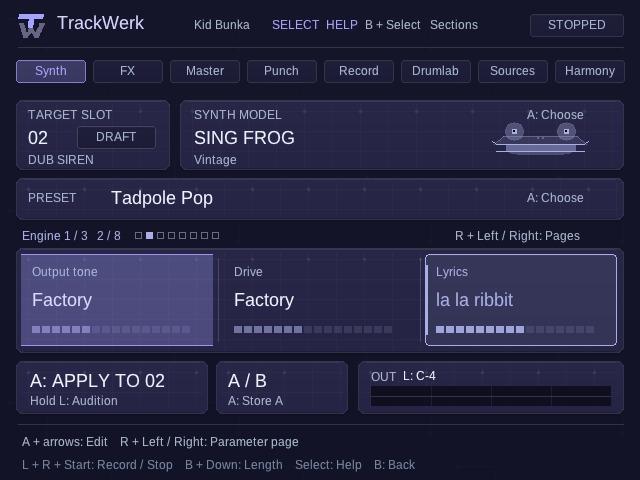 TrackWerk Kid Bunka SELECT HELP B + Select Sections STOPPED
Synth FX Master Punch Record Drumlab Sources Harmony
TARGET SLOT
02 DRAFT
DUB SIREN
SYNTH MODEL A: Choose
SING FROG
Vintage
PRESET Tadpole Pop A: Choose
Engine 1 / 3 2 / 8 R + Left / Right: Pages
Output tone Drive Lyrics
Factory Factory la la ribbit
A: APPLY TO 02
Hold L: Audition
A / B
A: Store A
OUT L: C-4
A + arrows: Edit R + Left / Right: Parameter page
L + R + Start: Record / Stop B + Down: Length Select: Help B: Back